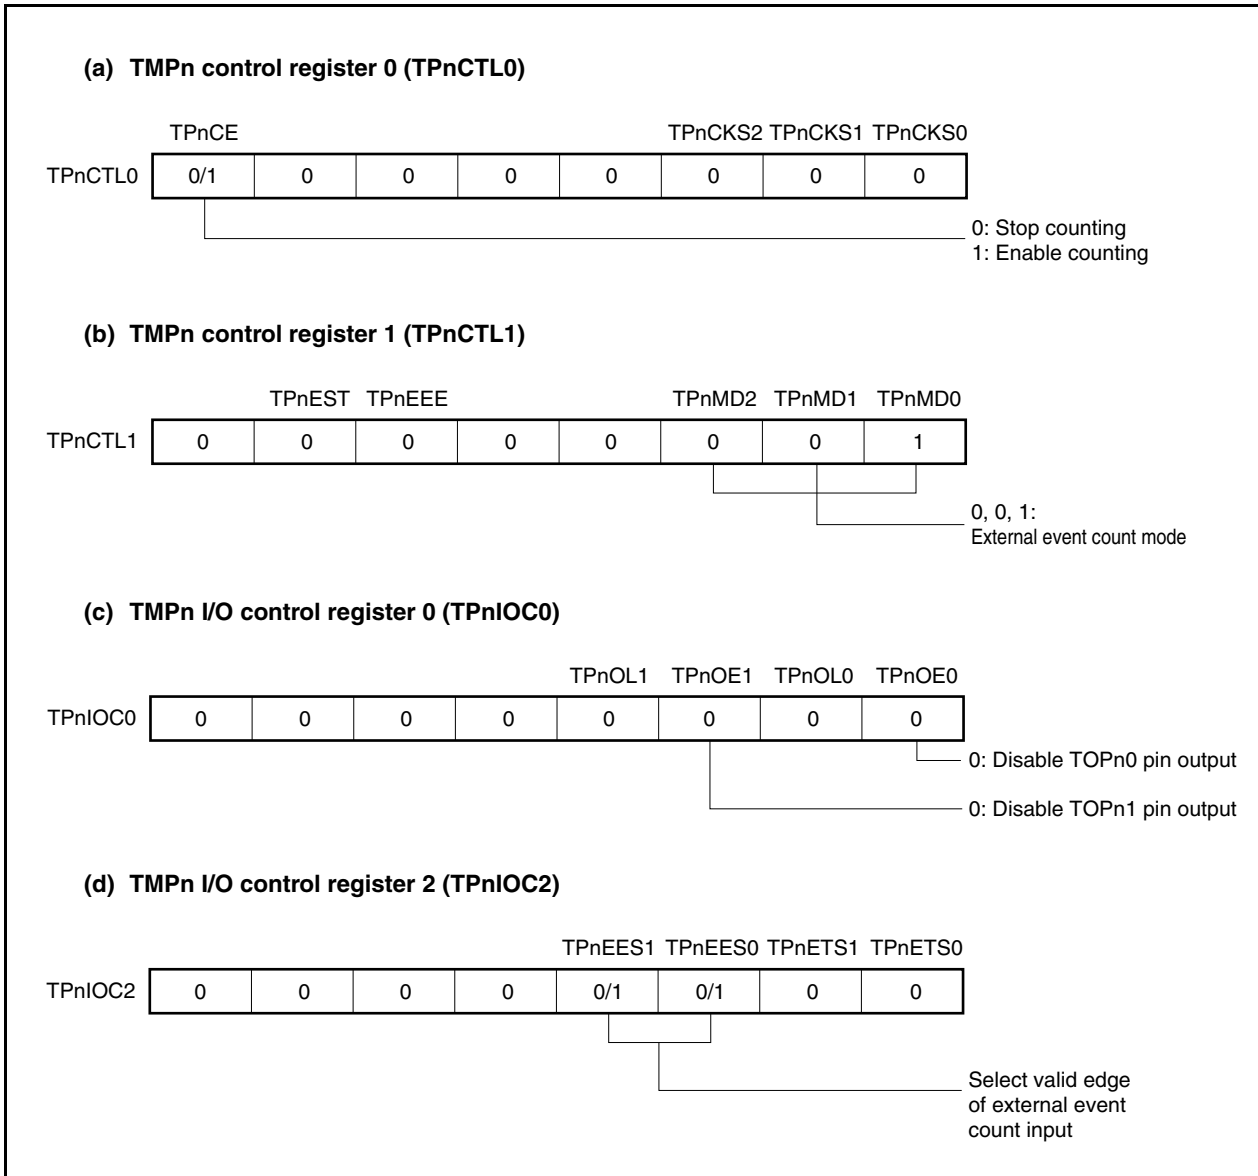 (a) TMPn control register 0 (TPnCTL0)
TPnCE TPnCKS2 TPnCKS1 TPnCKS0
TPnCTL0 0/1 0 0 0 0 0 0 0
0: Stop counting
1: Enable counting
(b) TMPn control register 1 (TPnCTL1)
TPnEST TPnEEE TPnMD2 TPnMD1 TPnMD0
TPnCTL1 0 0 0 0 0 0 0 1
0, 0, 1:
External event count mode
(c) TMPn I/O control register 0 (TPnIOC0)
TPnOL1 TPnOE1 TPnOL0 TPnOE0
TPnIOC0 0 0 0 0 0 0 0 0
0: Disable TOPn0 pin output
0: Disable TOPn1 pin output
(d) TMPn I/O control register 2 (TPnIOC2)
TPnEES1 TPnEES0 TPnETS1 TPnETS0
TPnIOC2 0 0 0 0 0/1 0/1 0 0
Select valid edge
of external event
count input